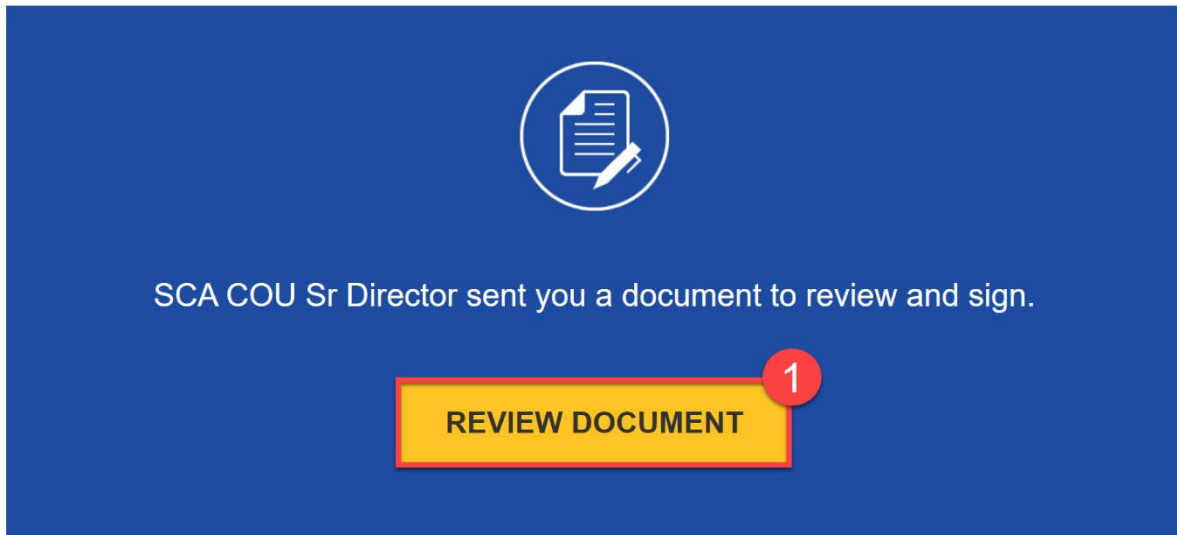 SCA COU Sr Director sent you a document to review and sign.
1
REVIEW DOCUMENT